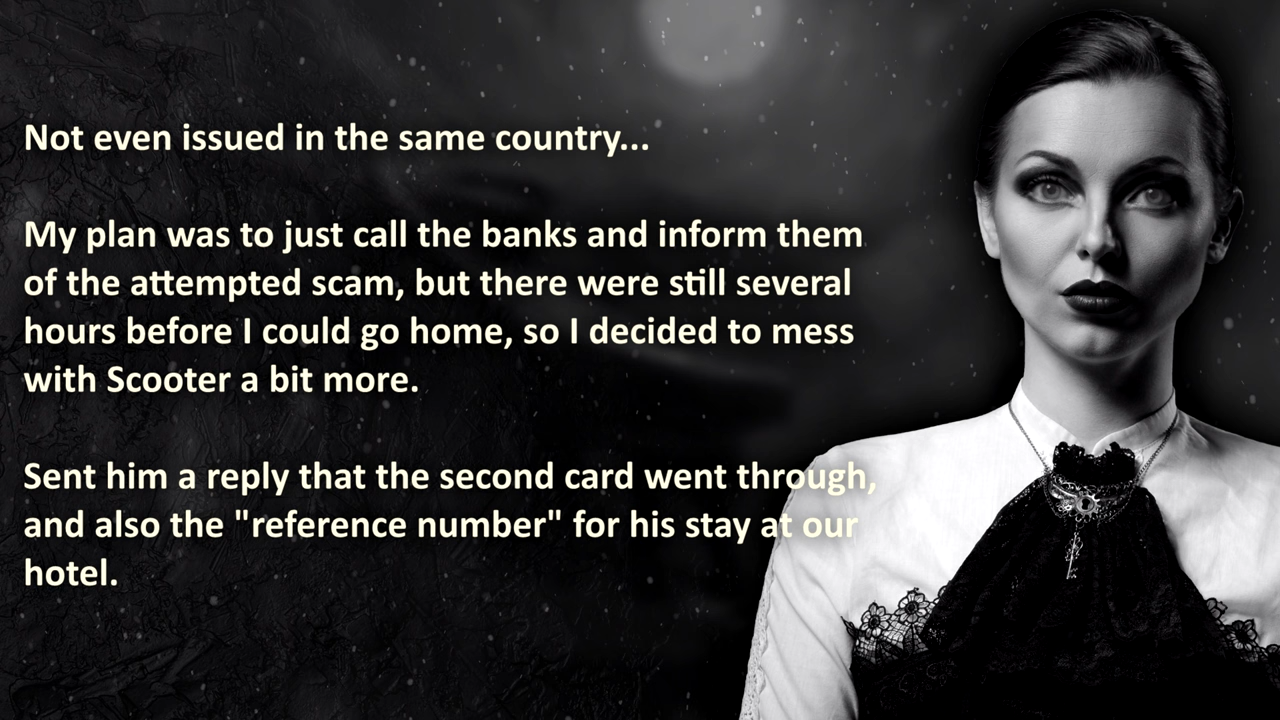 Not even issued in the same country...
My plan was to just call the banks and inform them
of the attempted scam, but there were still several
hours before I could go home, so I decided to mess
with Scooter a bit more.
Sent him a reply that the second card went through,
and also the "reference number" for his stay at our
hotel.